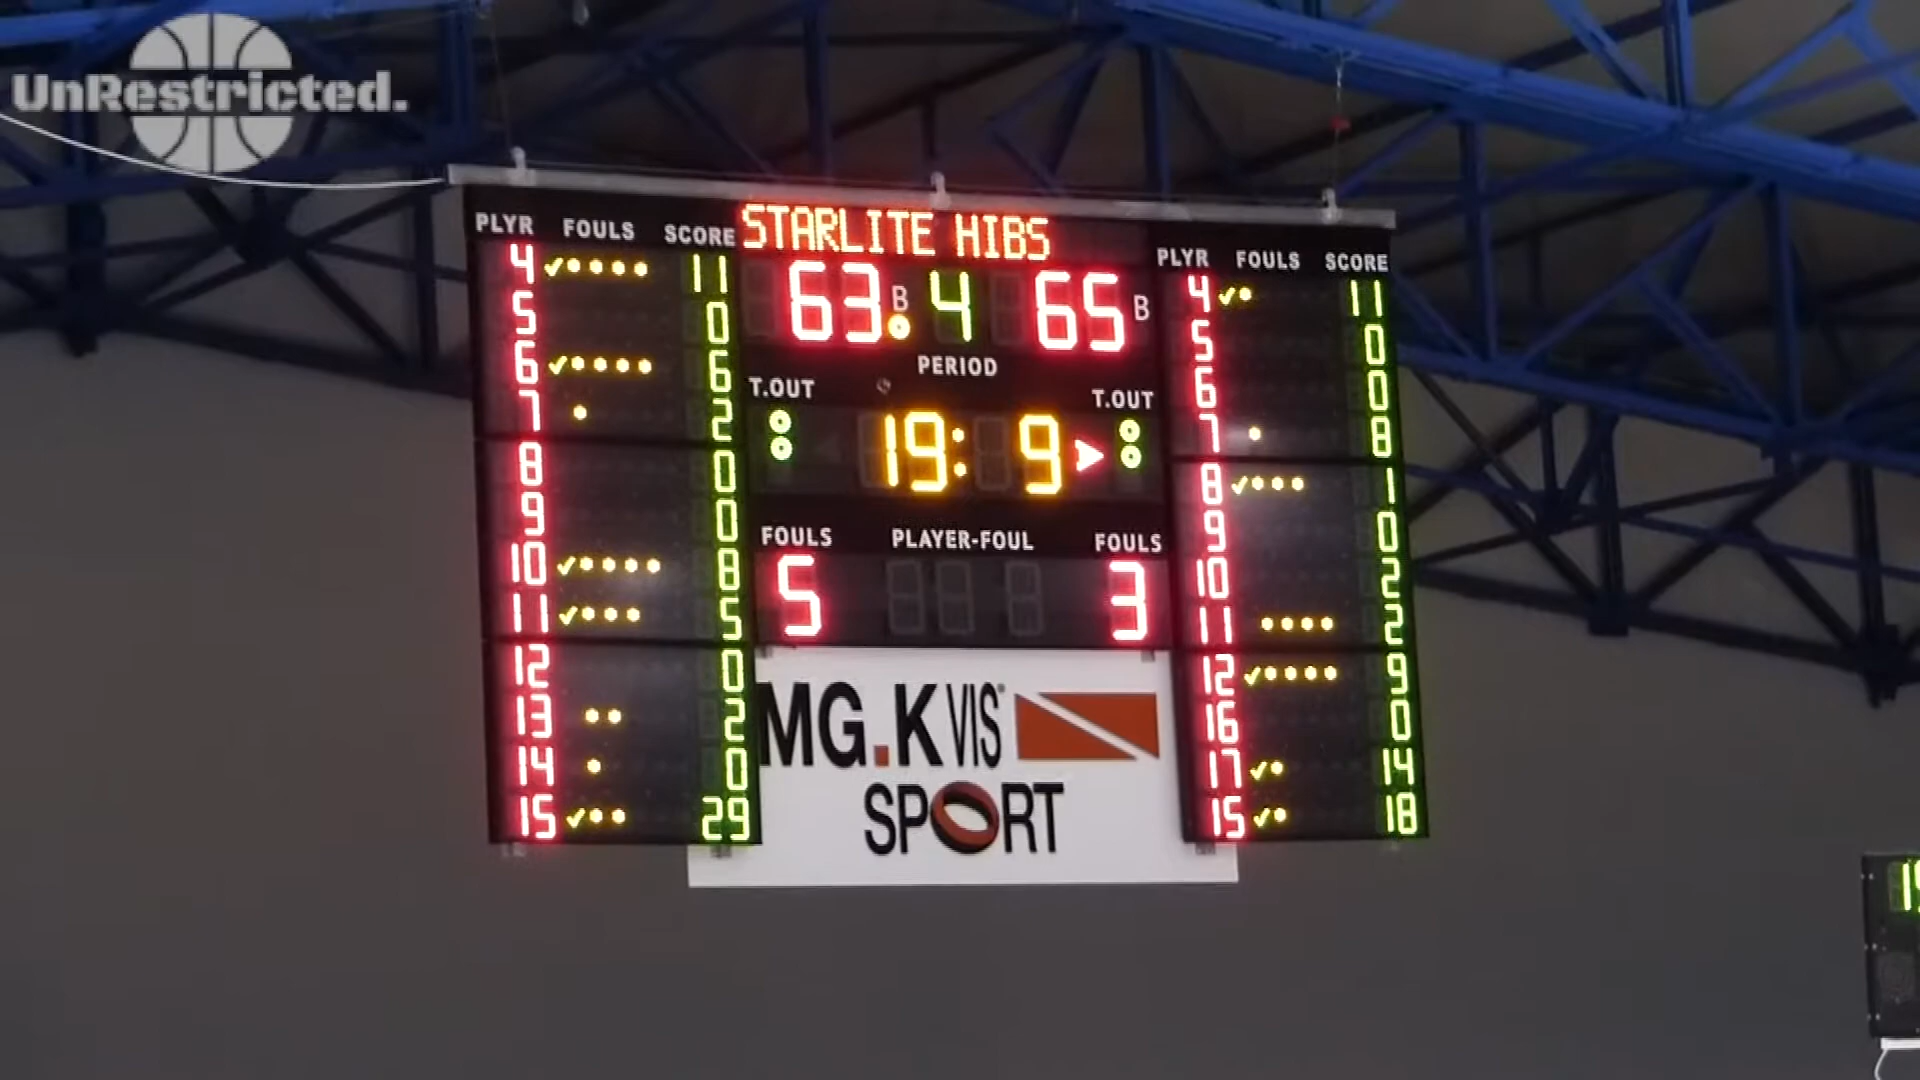 UnRestricted.
STARLITE HIBS
PLYR FOULS SCORE
4 11
5 0
6 6
7 2
8 0
9 0
10 8
11 5
12 0
13 2
14 0
15 29
63 B 4 65 B
PERIOD
T.OUT T.OUT
19: 9
FOULS PLAYER-FOUL FOULS
5 3
MG.KVIS
SPORT
PLYR FOULS SCORE
4 11
5 0
6 0
7 8
8 1
9 0
10 2
11 2
12 9
16 0
17 14
15 18